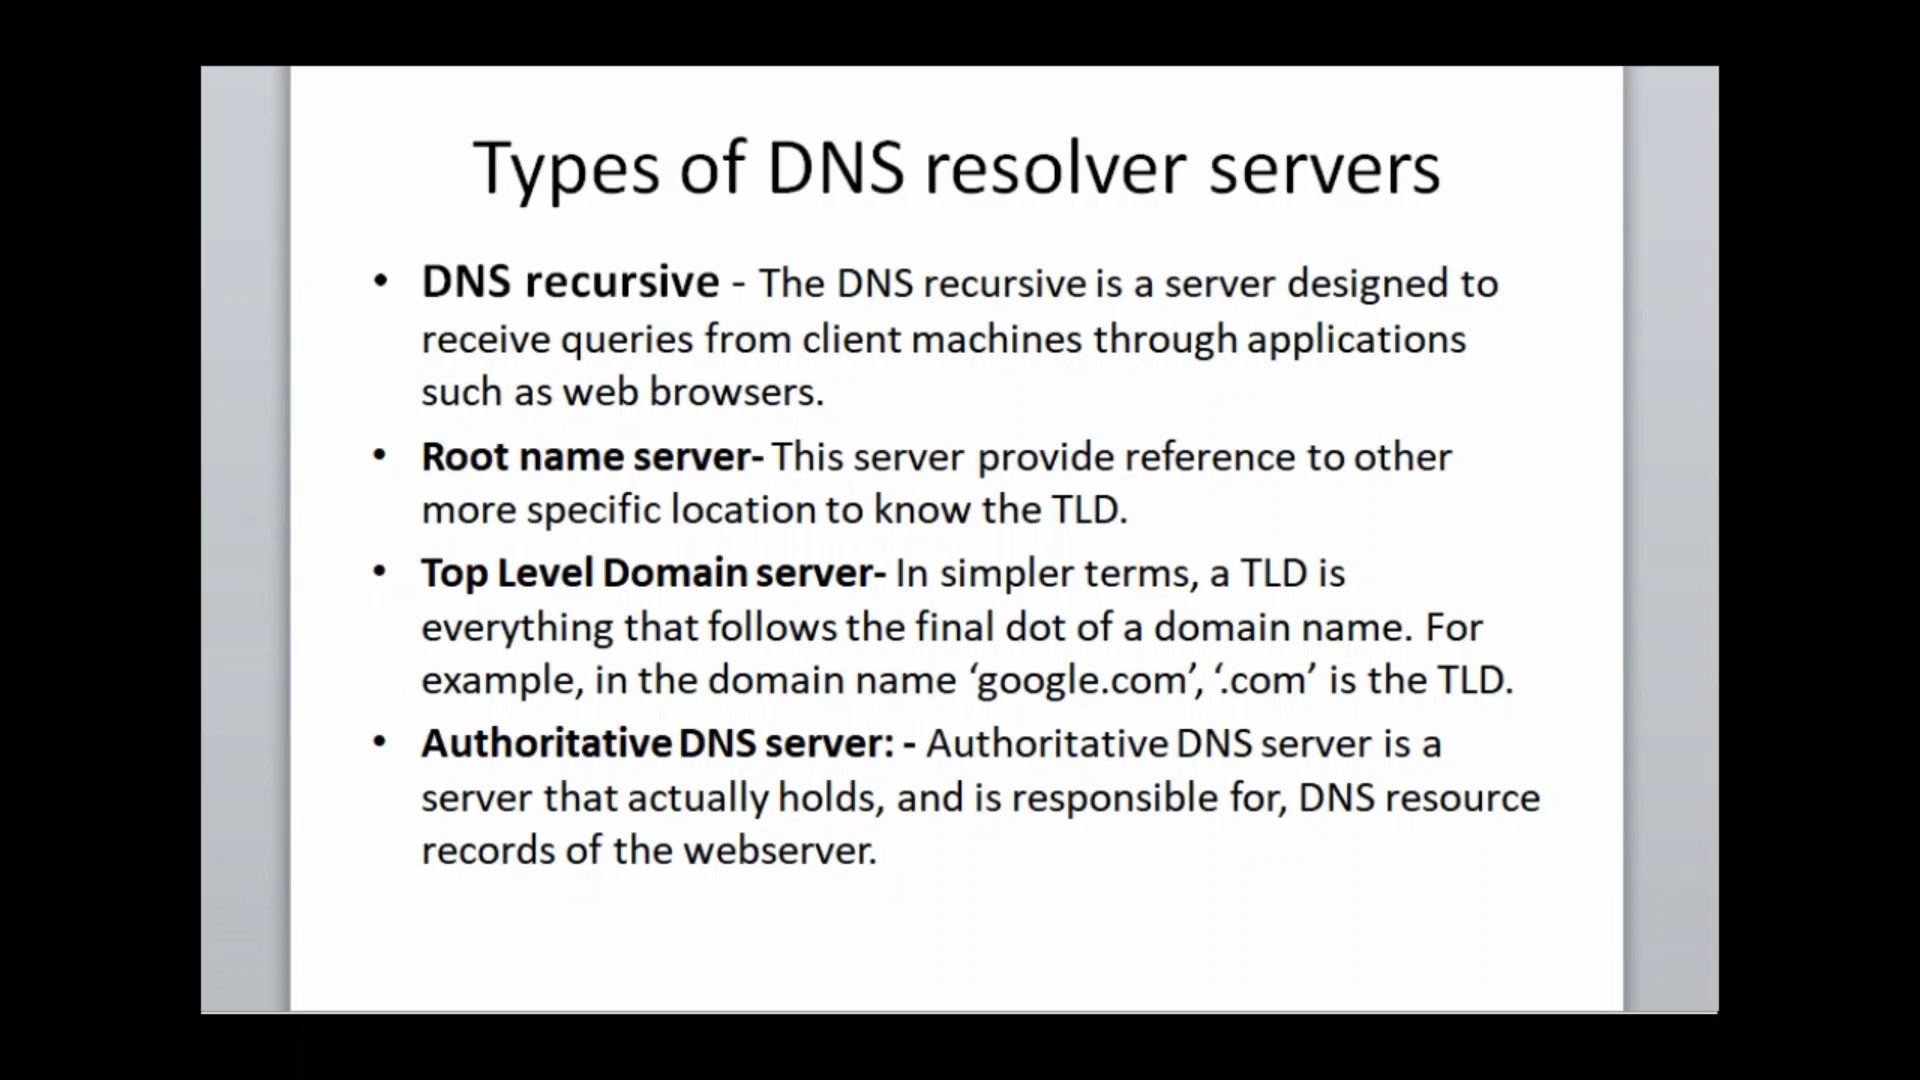 Types of DNS resolver servers
• DNS recursive - The DNS recursive is a server designed to
receive queries from client machines through applications
such as web browsers.
• Root name server- This server provide reference to other
more specific location to know the TLD.
• Top Level Domain server- In simpler terms, a TLD is
everything that follows the final dot of a domain name. For
example, in the domain name ‘google.com’, ‘.com’ is the TLD.
• Authoritative DNS server: - Authoritative DNS server is a
server that actually holds, and is responsible for, DNS resource
records of the webserver.